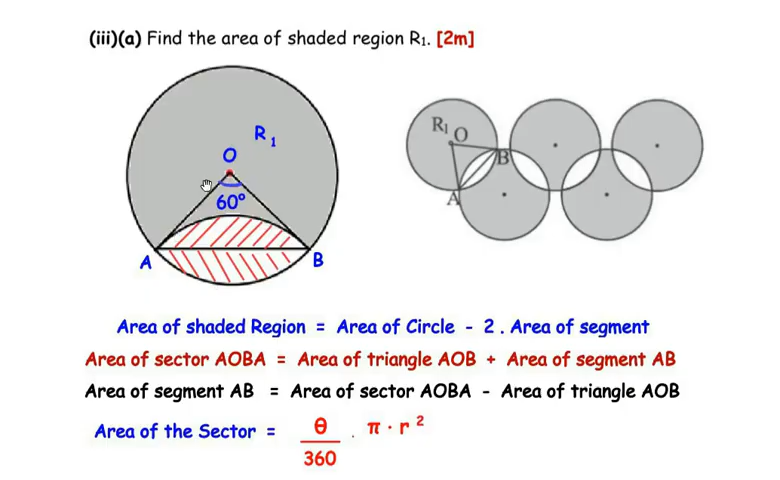 (iii)(a) Find the area of shaded region R₁. [2m]
R₁
O
60°
A
B
R₁
O
B
A
Area of shaded Region = Area of Circle - 2 . Area of segment
Area of sector AOBA = Area of triangle AOB + Area of segment AB
Area of segment AB = Area of sector AOBA - Area of triangle AOB
Area of the Sector = θ/360 . π · r²